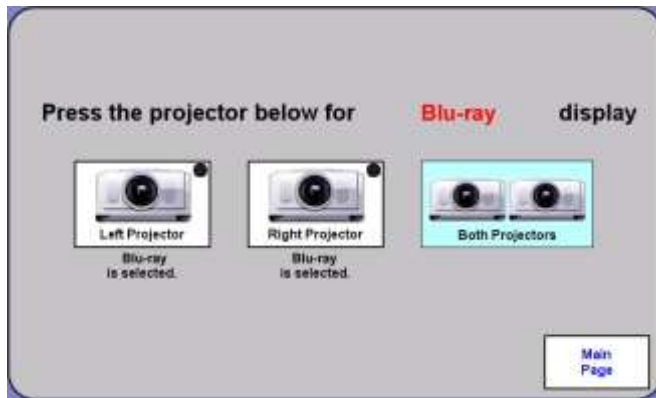 Press the projector below for Blu-ray display
Left Projector
Right Projector
Both Projectors
Blu-ray
is selected.
Blu-ray
is selected.
Main
Page